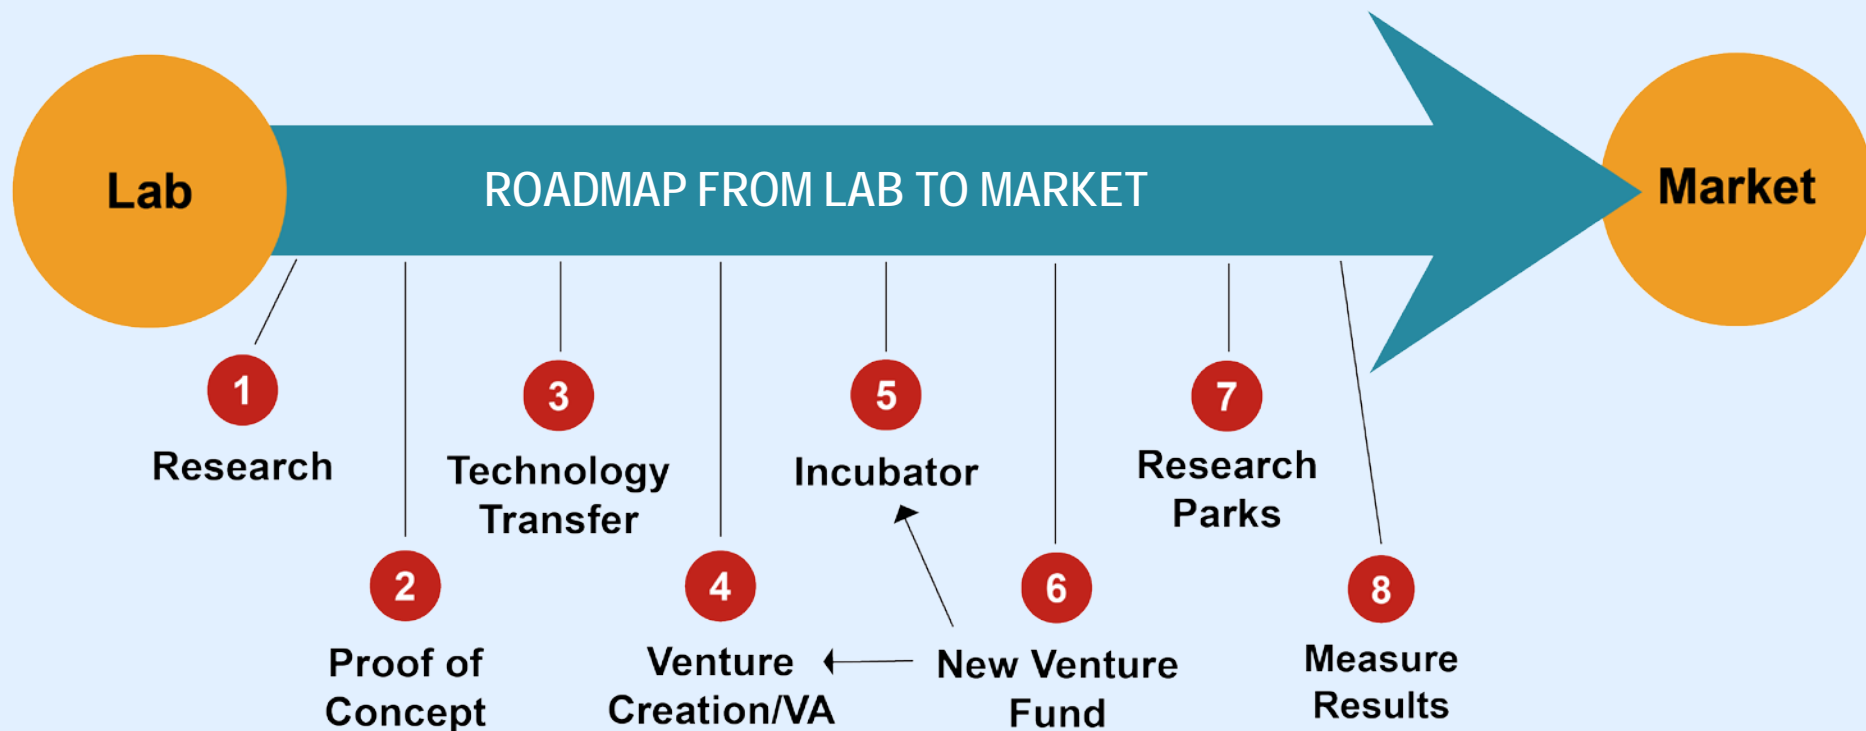 Lab
ROADMAP FROM LAB TO MARKET
Market
1
Research
2
Proof of
Concept
3
Technology
Transfer
4
Venture
Creation/VA
5
Incubator
6
New Venture
Fund
7
Research
Parks
8
Measure
Results